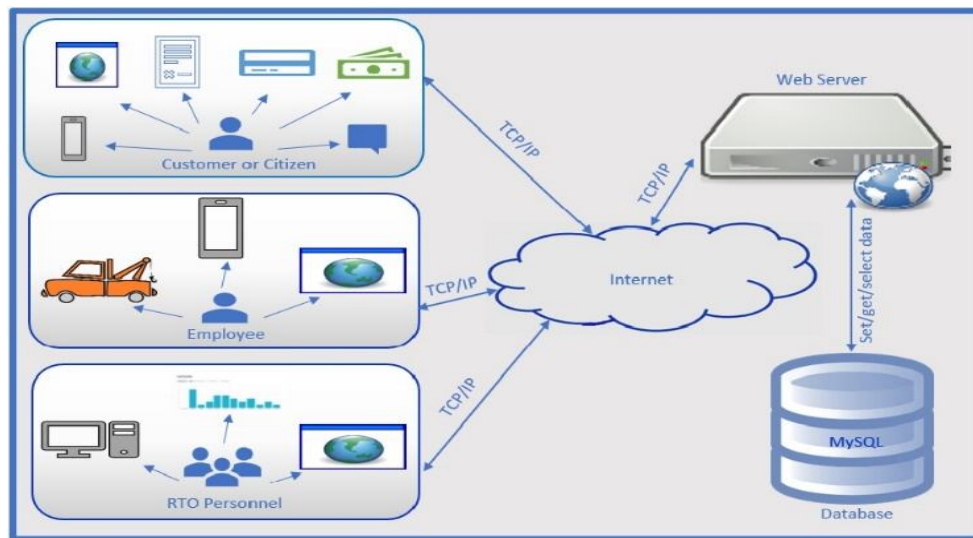 Customer or Citizen
TCP/IP
Web Server
TCP/IP
Internet
Employee
TCP/IP
Set/get/select data
RTO Personnel
TCP/IP
MySQL
Database